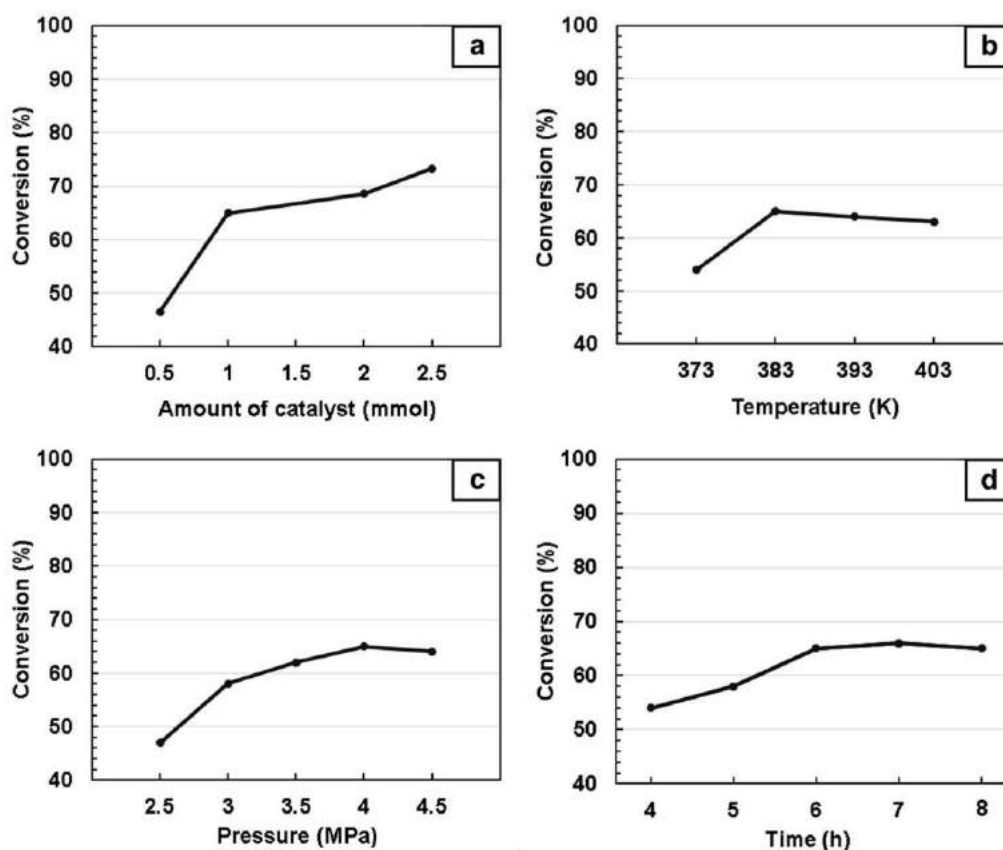 a
100
90
80
70
60
50
40
Conversion (%)
0.5 1 1.5 2 2.5
Amount of catalyst (mmol)
b
100
90
80
70
60
50
40
Conversion (%)
373 383 393 403
Temperature (K)
c
100
90
80
70
60
50
40
Conversion (%)
2.5 3 3.5 4 4.5
Pressure (MPa)
d
100
90
80
70
60
50
40
Conversion (%)
4 5 6 7 8
Time (h)